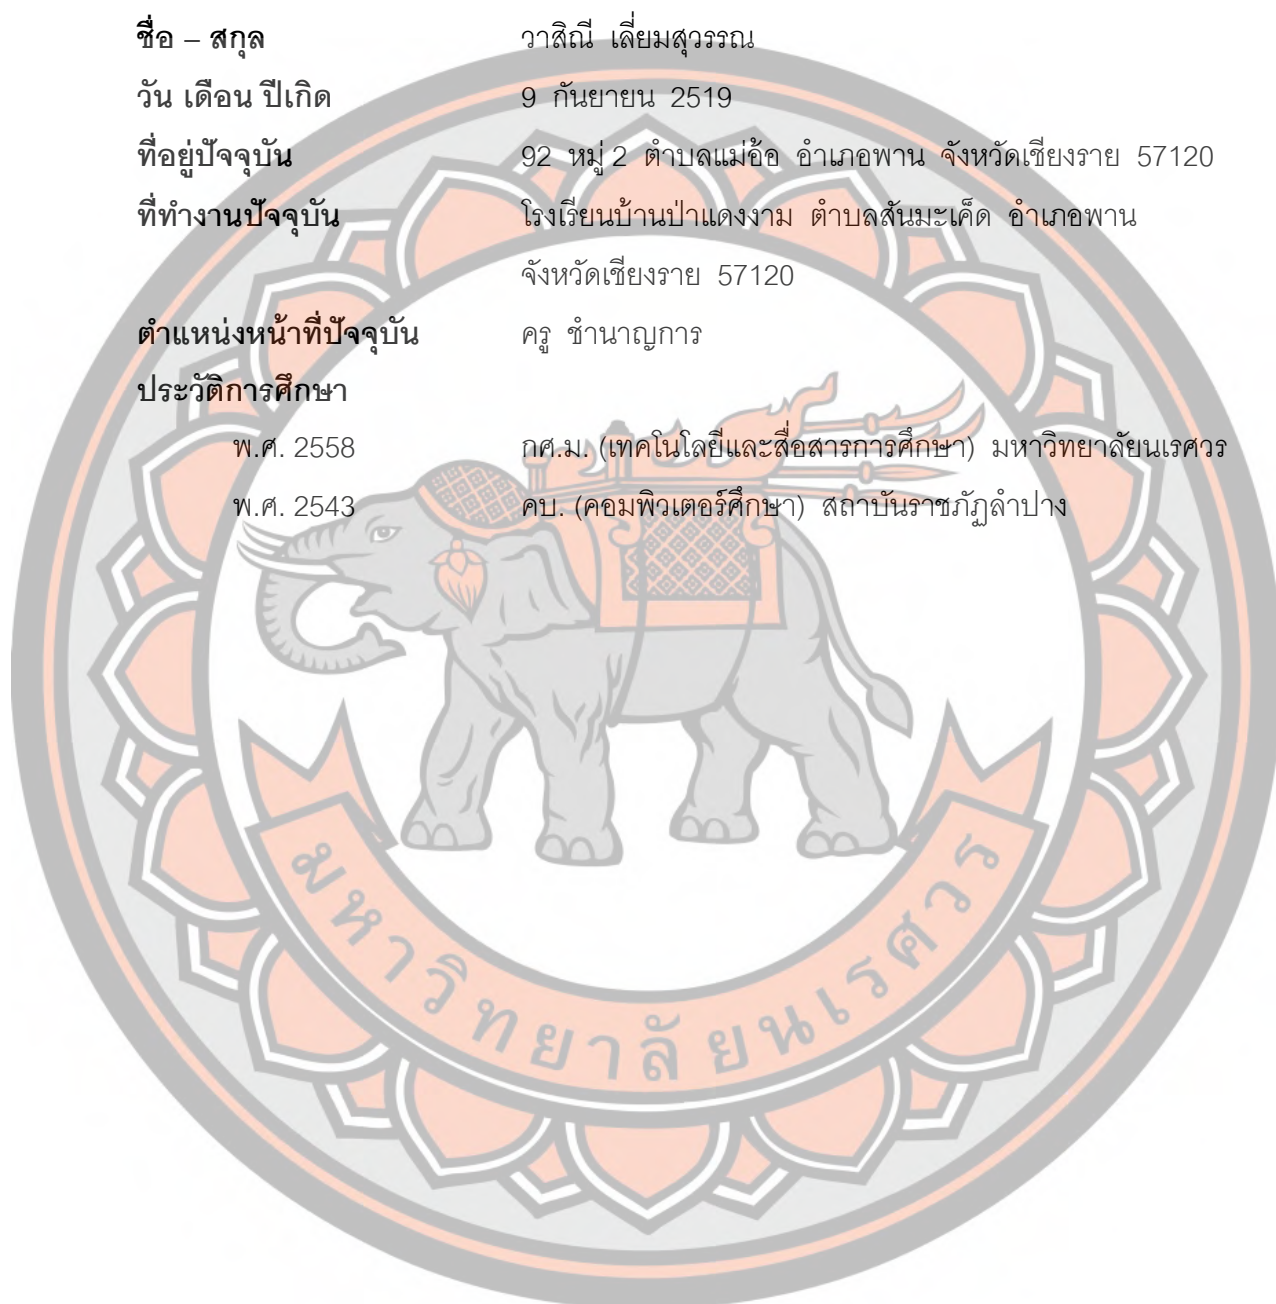 ชื่อ – สกุล วาสิณี เลี่ยมสุวรรณ
วัน เดือน ปีเกิด 9 กันยายน 2519
ที่อยู่ปัจจุบัน 92 หมู่ 2 ตำบลแม่อ้อ อำเภอพาน จังหวัดเชียงราย 57120
ที่ทำงานปัจจุบัน โรงเรียนบ้านป่าแดงงาม ตำบลสันมะเค็ด อำเภอพาน
จังหวัดเชียงราย 57120
ตำแหน่งหน้าที่ปัจจุบัน ครู ชำนาญการ
ประวัติการศึกษา
พ.ศ. 2558 กศ.ม. (เทคโนโลยีและสื่อสารการศึกษา) มหาวิทยาลัยนเรศวร
พ.ศ. 2543 คบ. (คอมพิวเตอร์ศึกษา) สถาบันราชภัฏลำปาง
มหาวิทยาลัยนเรศวร